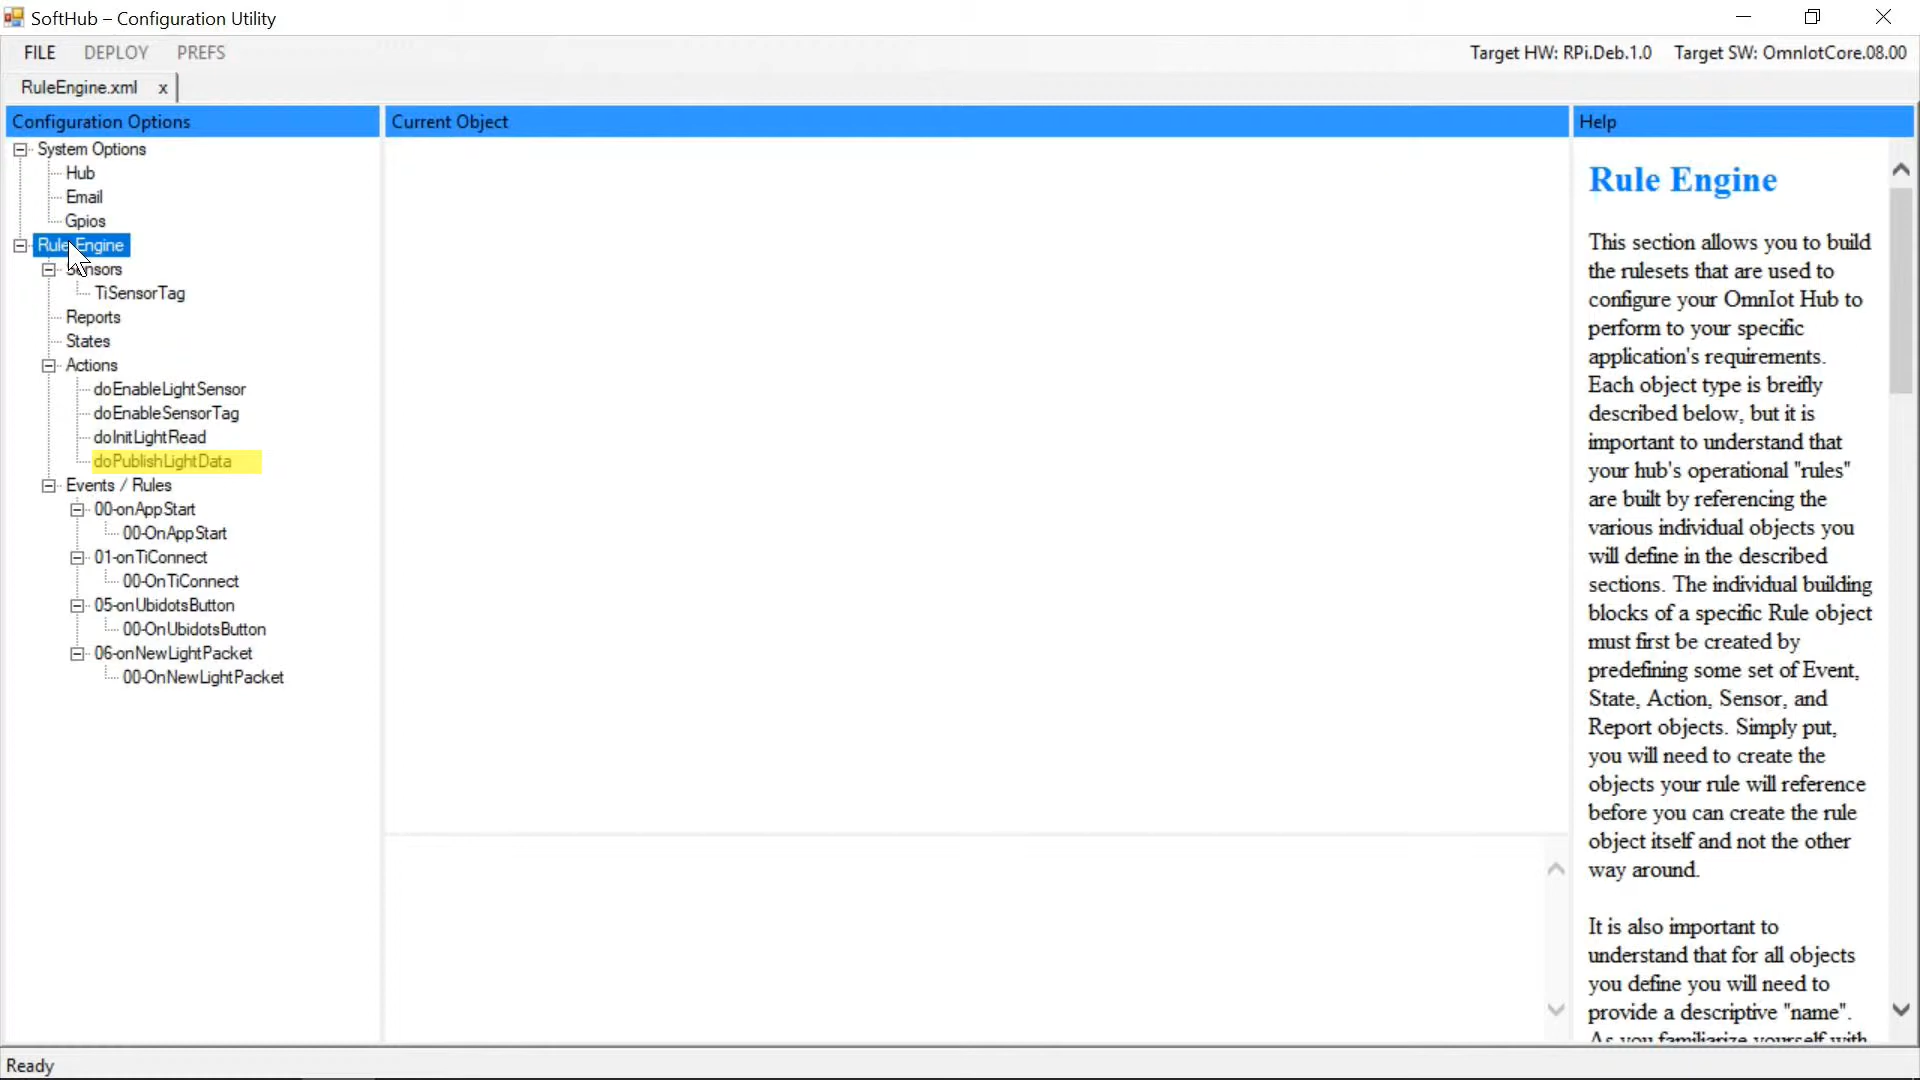 SoftHub – Configuration Utility
FILE DEPLOY PREFS
Target HW: RPi.Deb.1.0 Target SW: OmnIotCore.08.00
RuleEngine.xml x
Configuration Options
System Options
Hub
Email
Gpios
Rule Engine
Sensors
TiSensorTag
Reports
States
Actions
doEnableLightSensor
doEnableSensorTag
doInitLightRead
doPublishLightData
Events / Rules
00-onAppStart
00-OnAppStart
01-onTiConnect
00-OnTiConnect
05-onUbidotsButton
00-OnUbidotsButton
06-onNewLightPacket
00-OnNewLightPacket
Current Object
Help
Rule Engine
This section allows you to build
the rulesets that are used to
configure your OmnIot Hub to
perform to your specific
application's requirements.
Each object type is breifly
described below, but it is
important to understand that
your hub's operational "rules"
are built by referencing the
various individual objects you
will define in the described
sections. The individual building
blocks of a specific Rule object
must first be created by
predefining some set of Event,
State, Action, Sensor, and
Report objects. Simply put,
you will need to create the
objects your rule will reference
before you can create the rule
object itself and not the other
way around.
It is also important to
understand that for all objects
you define you will need to
provide a descriptive "name".
As you familiarize yourself with
Ready